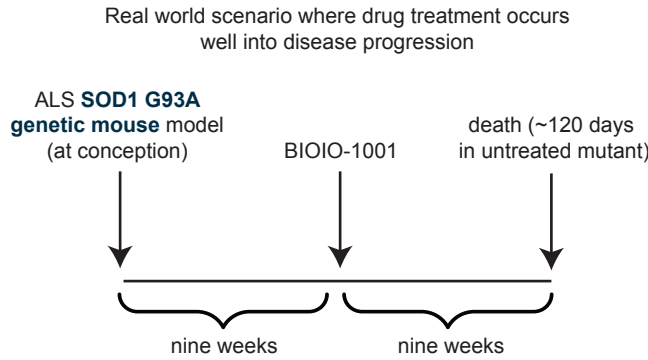 Real world scenario where drug treatment occurs
well into disease progression
ALS SOD1 G93A
genetic mouse model
(at conception)
BIOIO-1001
death (~120 days
in untreated mutant)
nine weeks
nine weeks